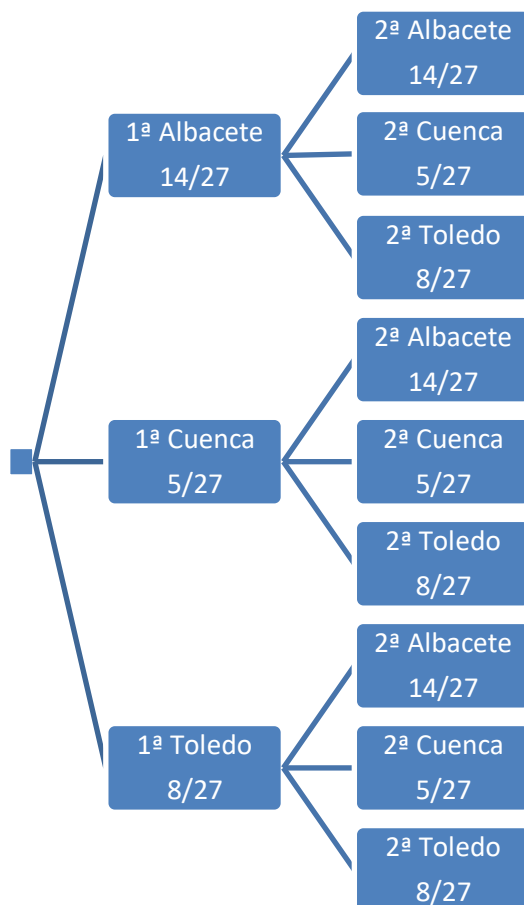 1ª Albacete
14/27
2ª Albacete
14/27
2ª Cuenca
5/27
2ª Toledo
8/27
1ª Cuenca
5/27
2ª Albacete
14/27
2ª Cuenca
5/27
2ª Toledo
8/27
1ª Toledo
8/27
2ª Albacete
14/27
2ª Cuenca
5/27
2ª Toledo
8/27